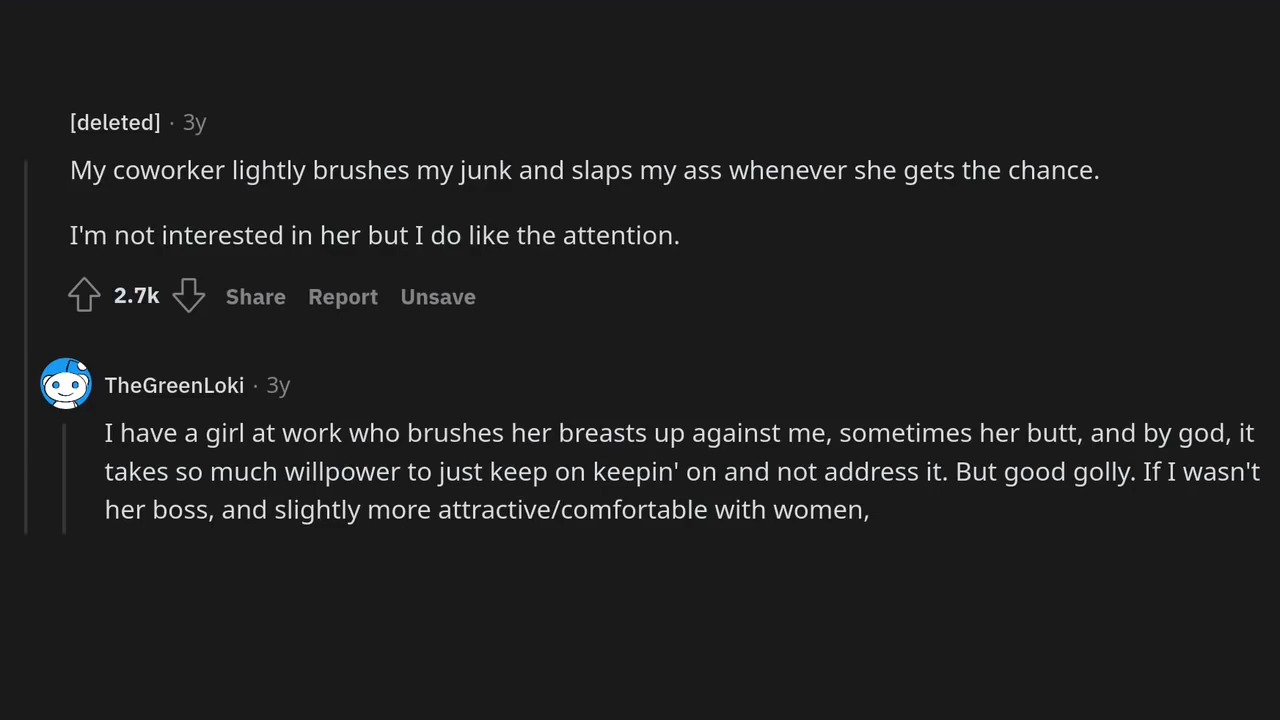 [deleted] · 3y
My coworker lightly brushes my junk and slaps my ass whenever she gets the chance.
I'm not interested in her but I do like the attention.
2.7k Share Report Unsave
TheGreenLoki · 3y
I have a girl at work who brushes her breasts up against me, sometimes her butt, and by god, it
takes so much willpower to just keep on keepin' on and not address it. But good golly. If I wasn't
her boss, and slightly more attractive/comfortable with women,